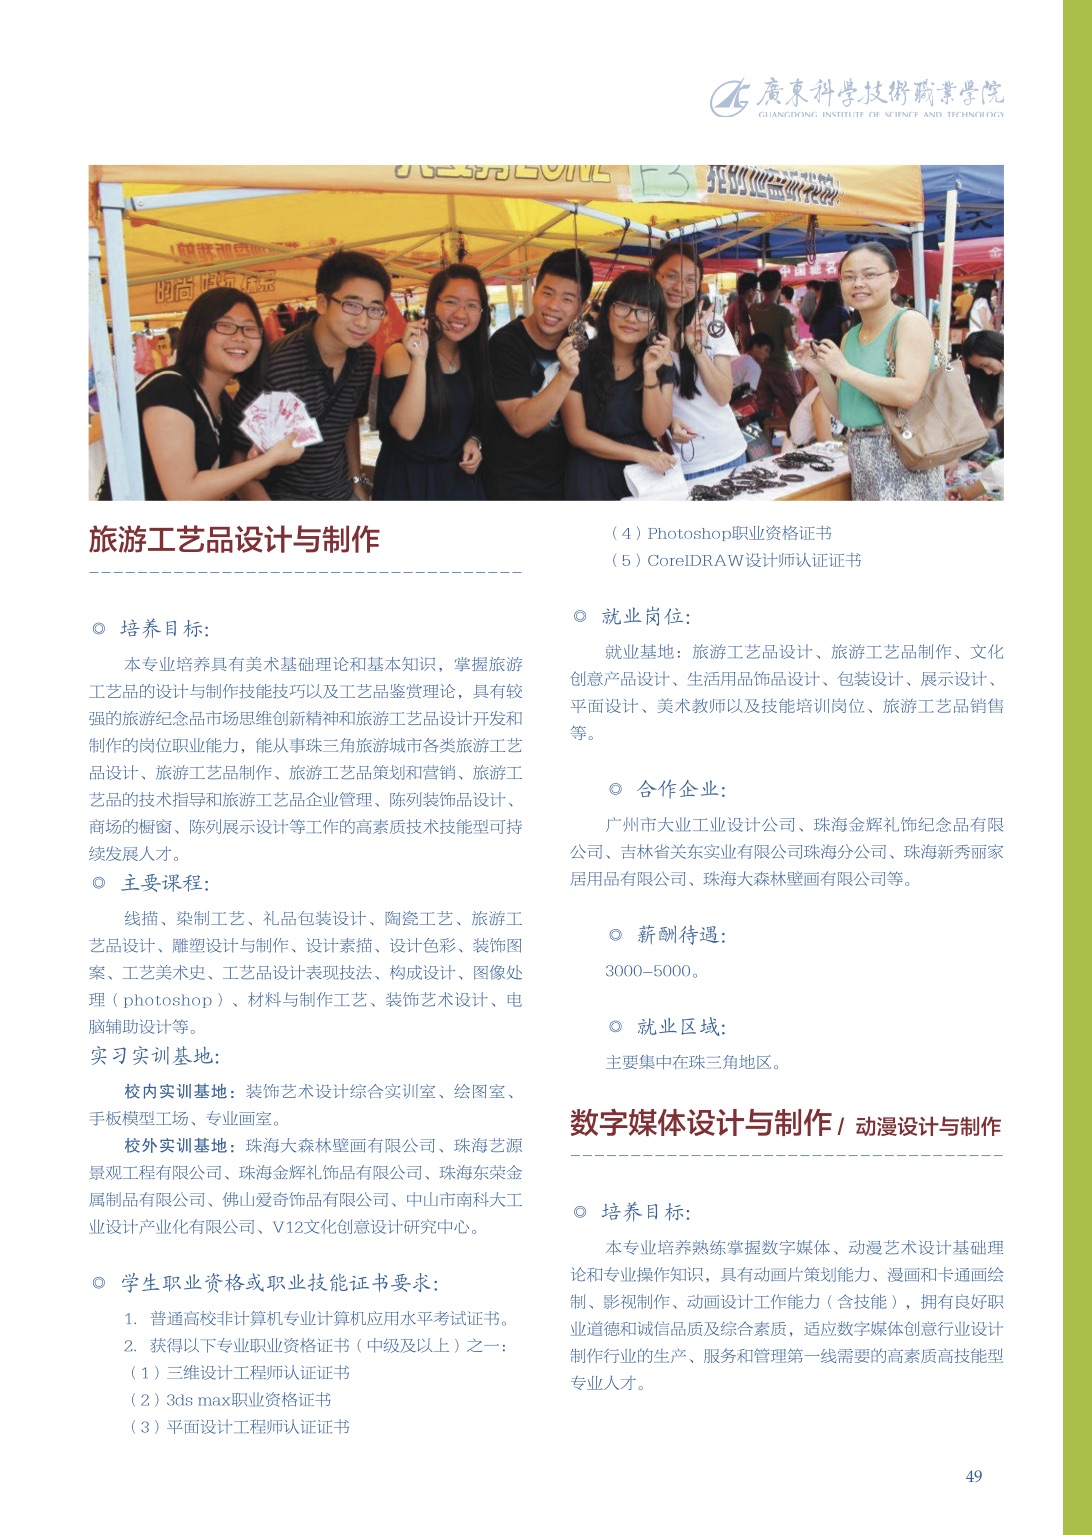 廣東科學技術職業學院
GUANGDONG INSTITUTE OF SCIENCE AND TECHNOLOGY
E3
旅游工艺品设计与制作
◎ 培养目标:
本专业培养具有美术基础理论和基本知识，掌握旅游
工艺品的设计与制作技能技巧以及工艺品鉴赏理论，具有较
强的旅游纪念品市场思维创新精神和旅游工艺品设计开发和
制作的岗位职业能力，能从事珠三角旅游城市各类旅游工艺
品设计、旅游工艺品制作、旅游工艺品策划和营销、旅游工
艺品的技术指导和旅游工艺品企业管理、陈列装饰品设计、
商场的橱窗、陈列展示设计等工作的高素质技术技能型可持
续发展人才。
◎ 主要课程:
线描、染制工艺、礼品包装设计、陶瓷工艺、旅游工
艺品设计、雕塑设计与制作、设计素描、设计色彩、装饰图
案、工艺美术史、工艺品设计表现技法、构成设计、图像处
理（photoshop）、材料与制作工艺、装饰艺术设计、电
脑辅助设计等。
实习实训基地:
校内实训基地：装饰艺术设计综合实训室、绘图室、
手板模型工场、专业画室。
校外实训基地：珠海大森林壁画有限公司、珠海艺源
景观工程有限公司、珠海金辉礼饰品有限公司、珠海东荣金
属制品有限公司、佛山爱奇饰品有限公司、中山市南科大工
业设计产业化有限公司、V12文化创意设计研究中心。
◎ 学生职业资格或职业技能证书要求:
1. 普通高校非计算机专业计算机应用水平考试证书。
2. 获得以下专业职业资格证书（中级及以上）之一：
（1）三维设计工程师认证证书
（2）3ds max职业资格证书
（3）平面设计工程师认证证书
（4）Photoshop职业资格证书
（5）CorelDRAW设计师认证证书
◎ 就业岗位:
就业基地：旅游工艺品设计、旅游工艺品制作、文化
创意产品设计、生活用品饰品设计、包装设计、展示设计、
平面设计、美术教师以及技能培训岗位、旅游工艺品销售
等。
◎ 合作企业:
广州市大业工业设计公司、珠海金辉礼饰纪念品有限
公司、吉林省关东实业有限公司珠海分公司、珠海新秀丽家
居用品有限公司、珠海大森林壁画有限公司等。
◎ 薪酬待遇:
3000-5000。
◎ 就业区域:
主要集中在珠三角地区。
数字媒体设计与制作 / 动漫设计与制作
◎ 培养目标:
本专业培养熟练掌握数字媒体、动漫艺术设计基础理
论和专业操作知识，具有动画片策划能力、漫画和卡通画绘
制、影视制作、动画设计工作能力（含技能），拥有良好职
业道德和诚信品质及综合素质，适应数字媒体创意行业设计
制作行业的生产、服务和管理第一线需要的高素质高技能型
专业人才。
49